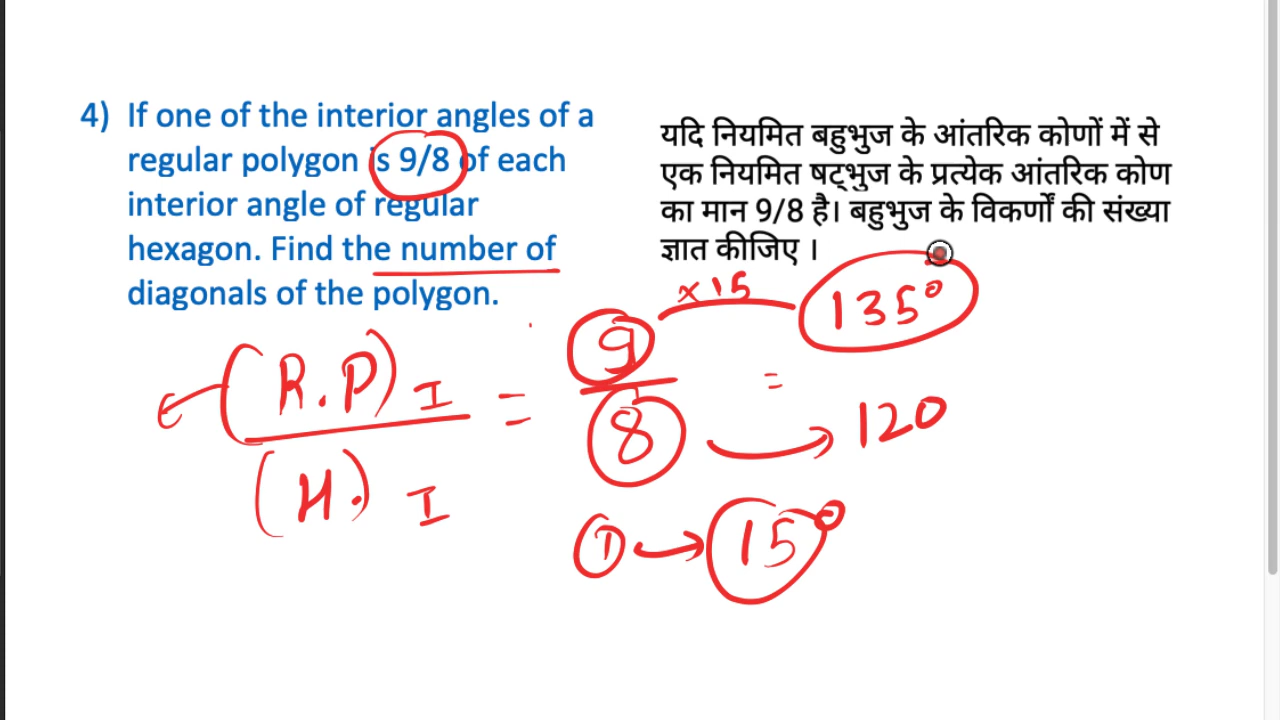 4) If one of the interior angles of a
regular polygon is 9/8 of each
interior angle of regular
hexagon. Find the number of
diagonals of the polygon.
यदि नियमित बहुभुज के आंतरिक कोणों में से
एक नियमित षट्भुज के प्रत्येक आंतरिक कोण
का मान 9/8 है। बहुभुज के विकर्णों की संख्या
ज्ञात कीजिए ।
x 15
135°
(R.P) I
9
=
=
8
120
(H.) I
1
15°